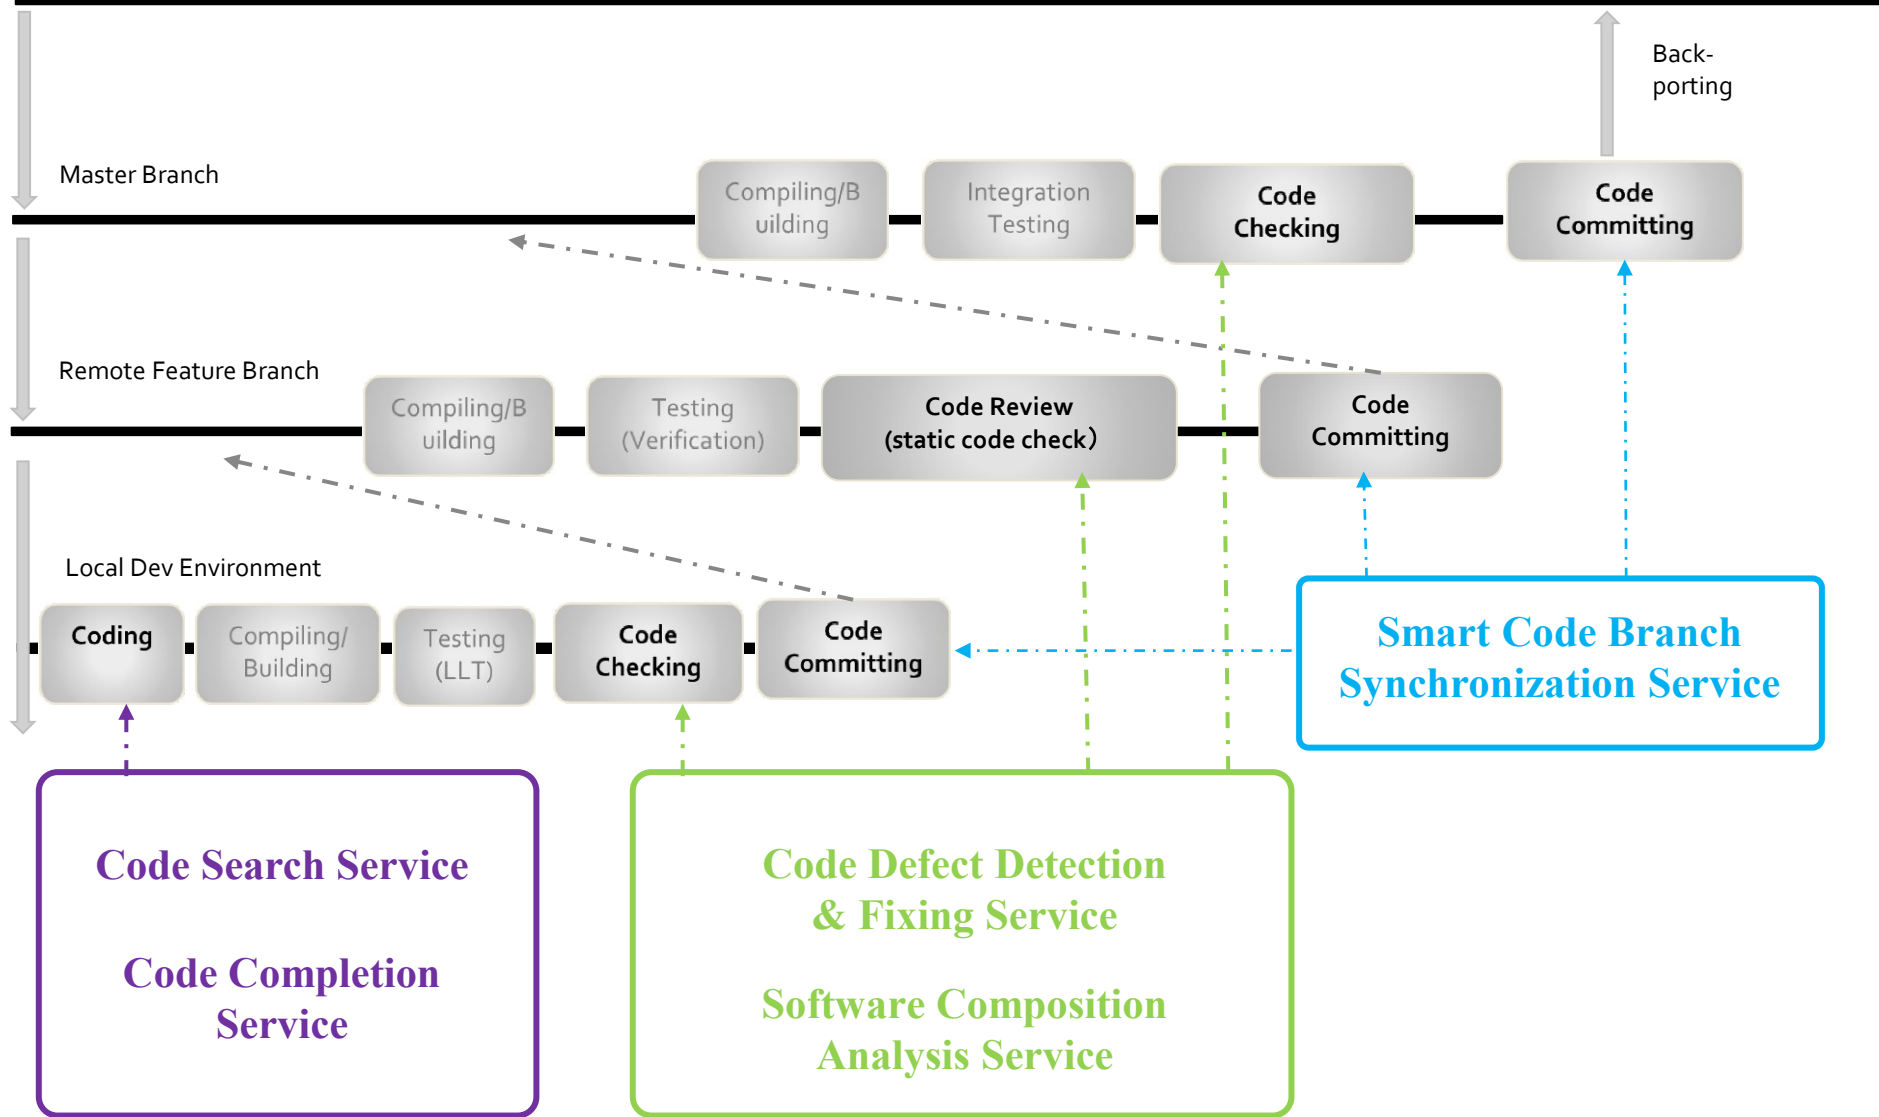 Back-
porting
Master Branch
Compiling/B
uilding
Integration
Testing
Code
Checking
Code
Committing
Remote Feature Branch
Compiling/B
uilding
Testing
(Verification)
Code Review
(static code check）
Code
Committing
Local Dev Environment
Coding
Compiling/
Building
Testing
(LLT)
Code
Checking
Code
Committing
Smart Code Branch
Synchronization Service
Code Search Service
Code Completion
Service
Code Defect Detection
& Fixing Service
Software Composition
Analysis Service